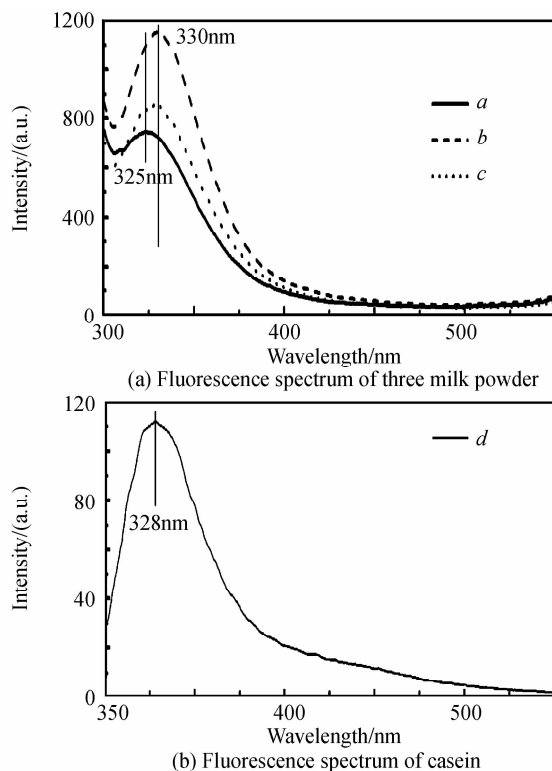 1200
330nm
a
800
b
325nm
c
400
Intensity/(a.u.)
0
300 400 500
Wavelength/nm
(a) Fluorescence spectrum of three milk powder
120
d
80
328nm
Intensity/(a.u.)
40
0
350 400 500
Wavelength/nm
(b) Fluorescence spectrum of casein